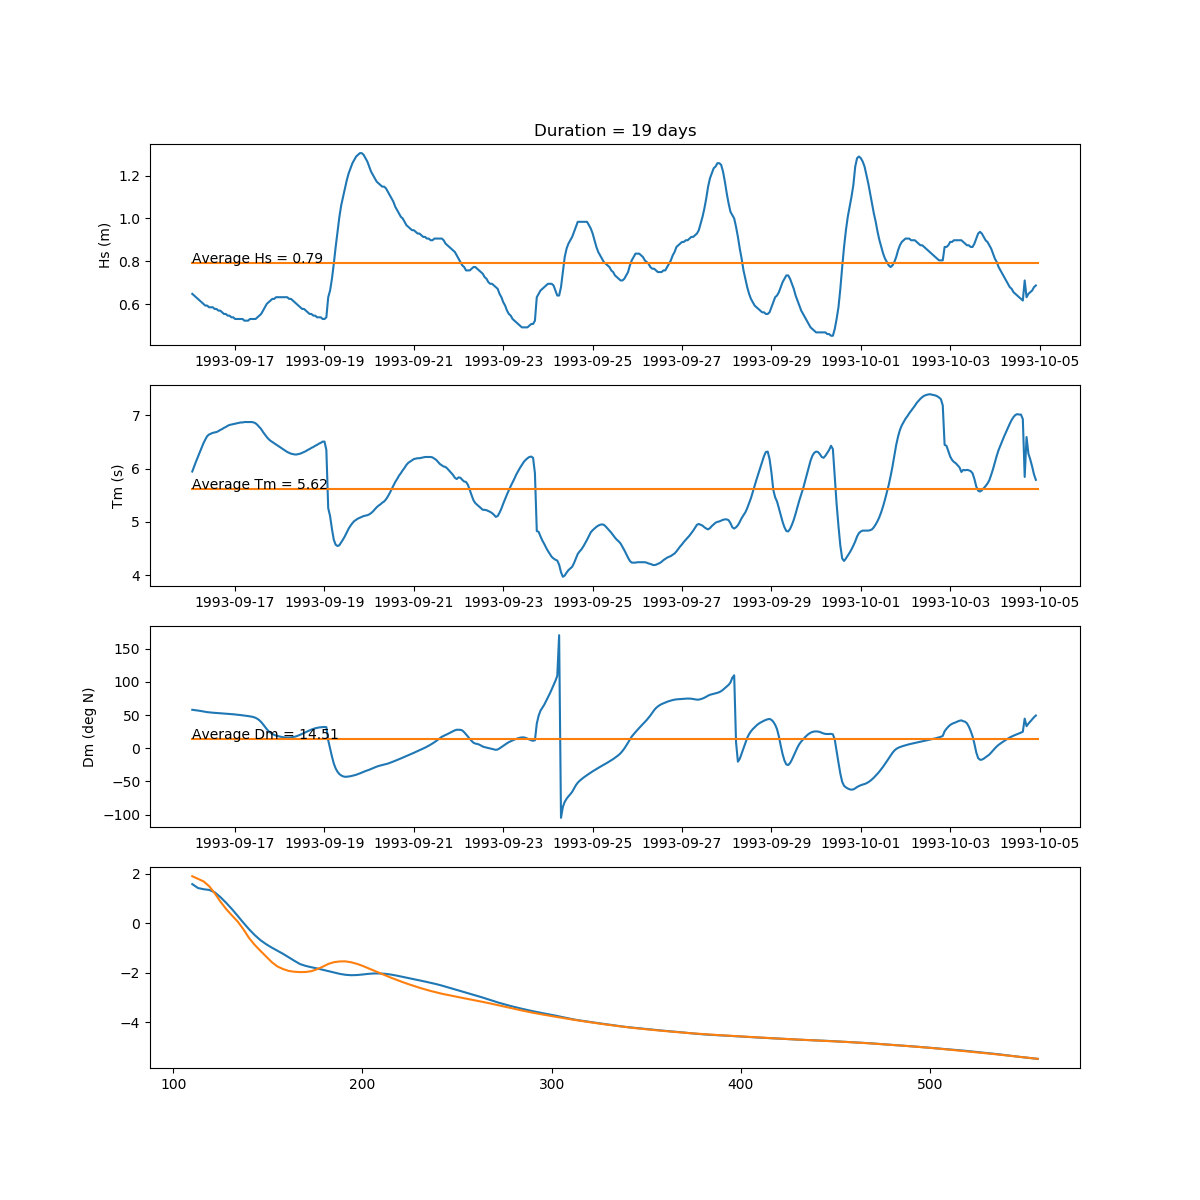 Duration = 19 days
1.2
1.0
0.8
0.6
Hs (m)
Average Hs = 0.79
1993-09-17 1993-09-19 1993-09-21 1993-09-23 1993-09-25 1993-09-27 1993-09-29 1993-10-01 1993-10-03 1993-10-05
7
6
5
4
Tm (s)
Average Tm = 5.62
1993-09-17 1993-09-19 1993-09-21 1993-09-23 1993-09-25 1993-09-27 1993-09-29 1993-10-01 1993-10-03 1993-10-05
150
100
50
0
−50
−100
Dm (deg N)
Average Dm = 14.51
1993-09-17 1993-09-19 1993-09-21 1993-09-23 1993-09-25 1993-09-27 1993-09-29 1993-10-01 1993-10-03 1993-10-05
2
0
−2
−4
100 200 300 400 500